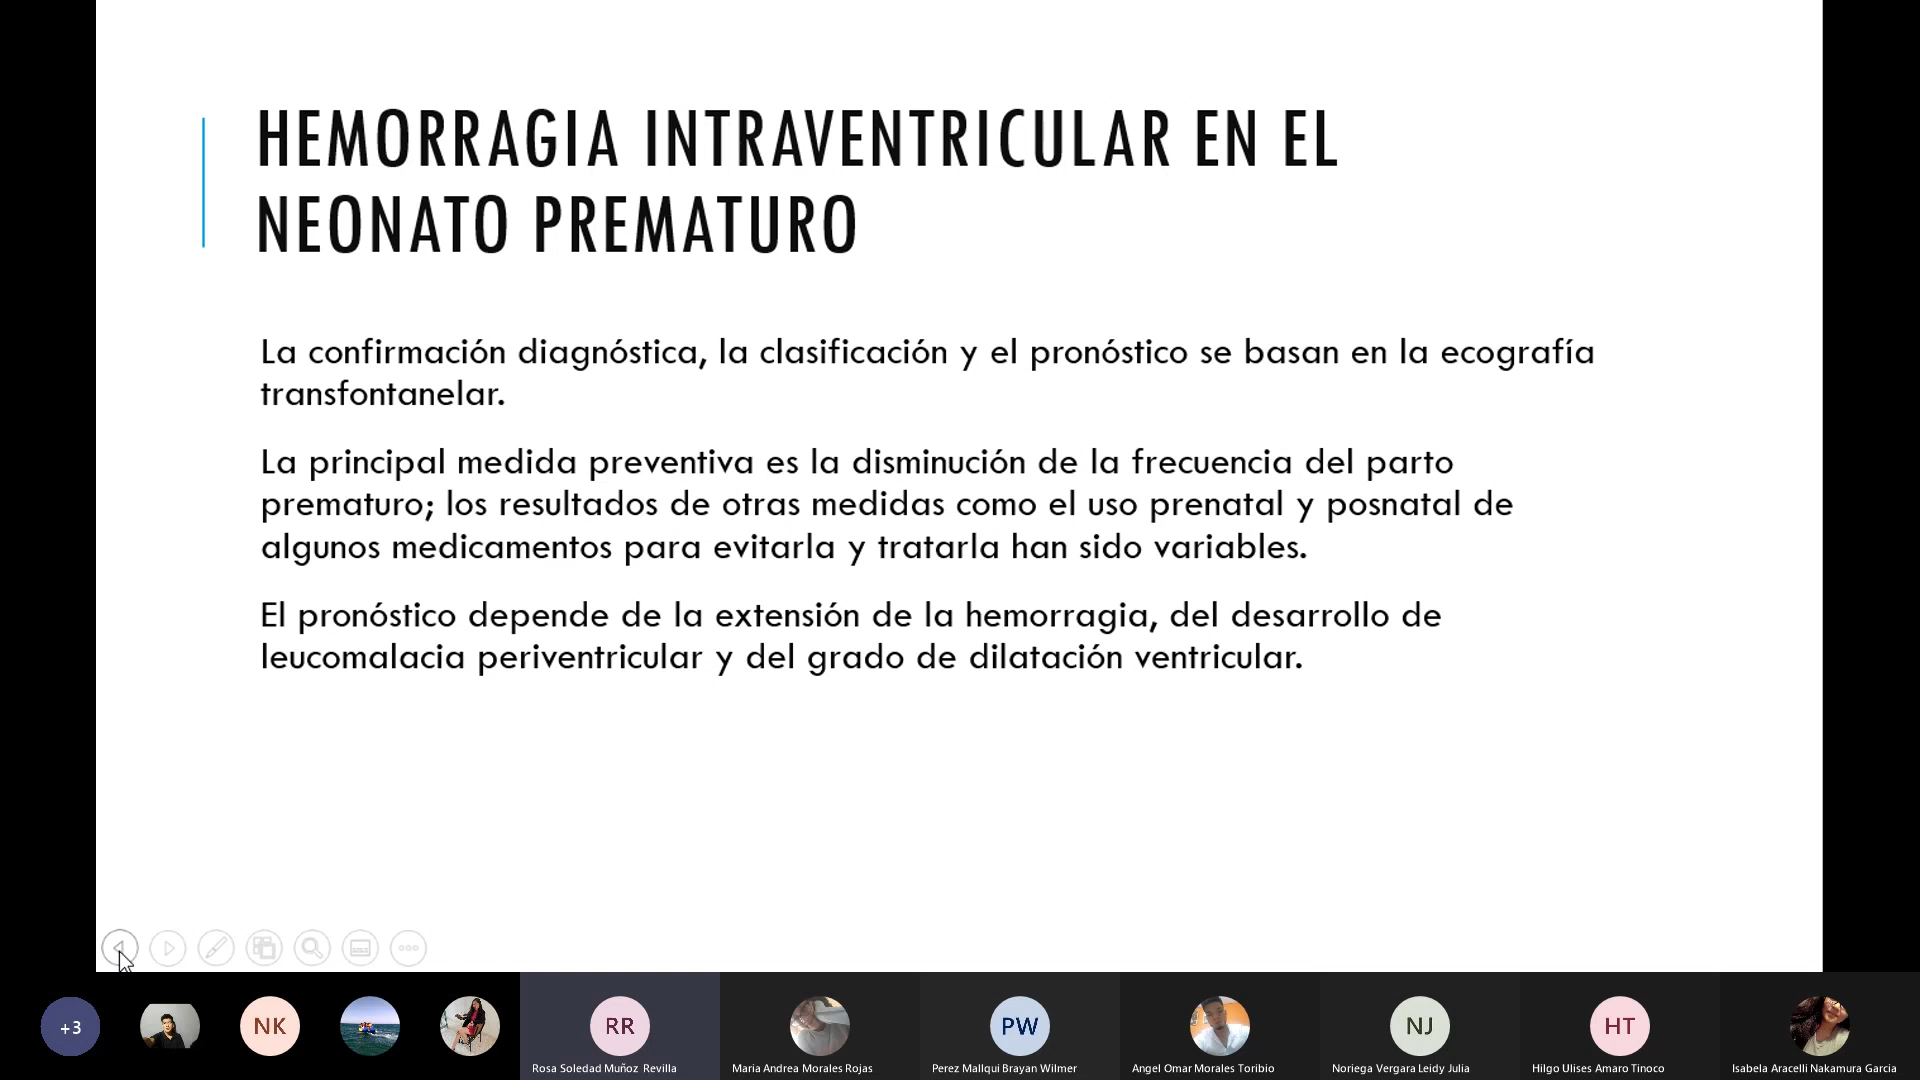 HEMORRAGIA INTRAVENTRICULAR EN EL
NEONATO PREMATURO
La confirmación diagnóstica, la clasificación y el pronóstico se basan en la ecografía
transfontanelar.
La principal medida preventiva es la disminución de la frecuencia del parto
prematuro; los resultados de otras medidas como el uso prenatal y posnatal de
algunos medicamentos para evitarla y tratarla han sido variables.
El pronóstico depende de la extensión de la hemorragia, del desarrollo de
leucomalacia periventricular y del grado de dilatación ventricular.
+3
NK
RR
PW
NJ
HT
Rosa Soledad Muñoz Revilla
Maria Andrea Morales Rojas
Perez Mallqui Brayan Wilmer
Angel Omar Morales Toribio
Noriega Vergara Leidy Julia
Hilgo Ulises Amaro Tinoco
Isabela Aracelli Nakamura Garcia